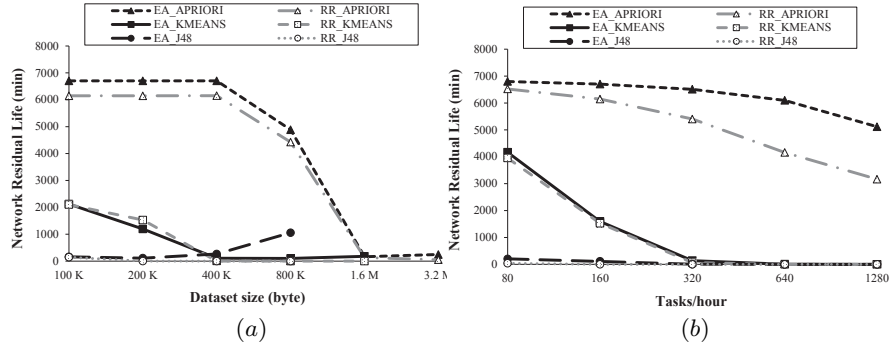 EA_APRIORI RR_APRIORI
EA_KMEANS RR_KMEANS
EA_J48 RR_J48
Network Residual Life (min)
8000
7000
6000
5000
4000
3000
2000
1000
0
100 K 200 K 400 K 800 K 1.6 M 3.2 M
Dataset size (byte)
(a)
EA_APRIORI RR_APRIORI
EA_KMEANS RR_KMEANS
EA_J48 RR_J48
Network Residual Life (min)
8000
7000
6000
5000
4000
3000
2000
1000
0
80 160 320 640 1280
Tasks/hour
(b)